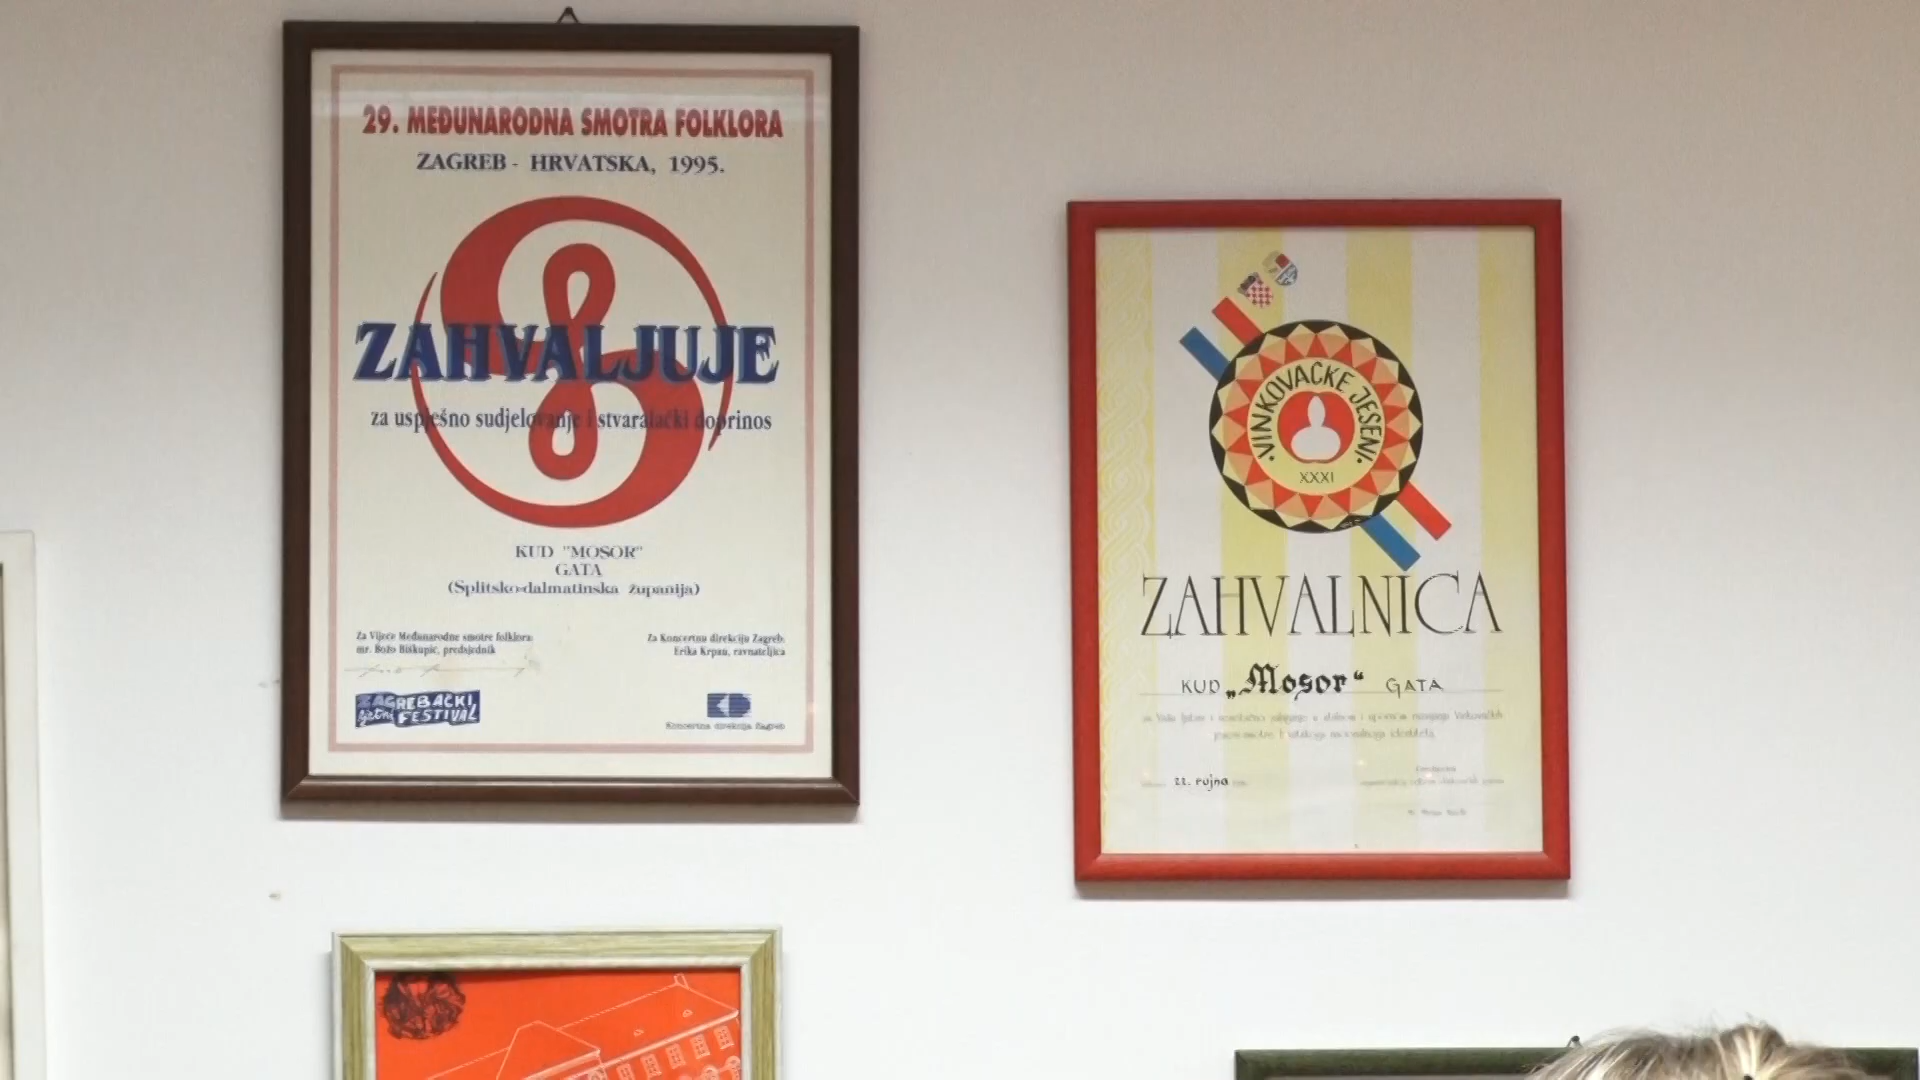 29. MEĐUNARODNA SMOTRA FOLKLORA
ZAGREB - HRVATSKA, 1995.
ZAHVALJUJE
za uspješno sudjelovanje i stvaralački doprinos
KUD "MOSOR"
GATA
(Splitsko-dalmatinska županija)
Za Vijeće Međunarodne smotre folklora:
mr. Božo Biškupić, predsjednik
Za Koncertnu direkciju Zagreb:
Erika Krpan, ravnateljica
ZAGREBAČKI
ljetni FESTIVAL
Koncertna direkcija Zagreb
VINKOVAČKE JESENI
XXXI
ZAHVALNICA
KUD „Mosor“ GATA
22. rujna